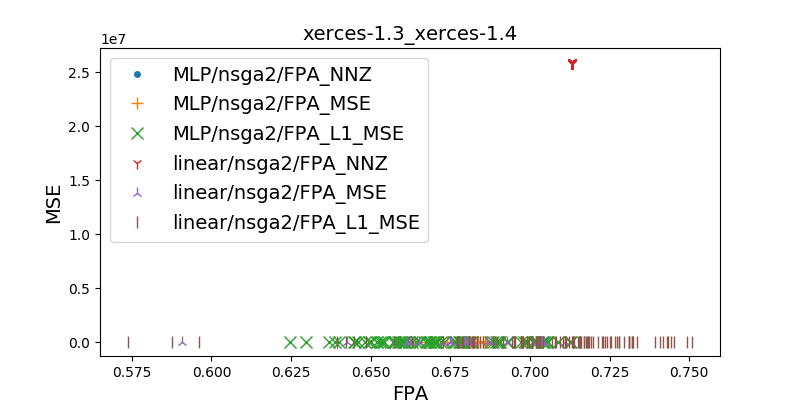 xerces-1.3_xerces-1.4
1e7
MSE
2.5
2.0
1.5
1.0
0.5
0.0
MLP/nsga2/FPA_NNZ
MLP/nsga2/FPA_MSE
MLP/nsga2/FPA_L1_MSE
linear/nsga2/FPA_NNZ
linear/nsga2/FPA_MSE
linear/nsga2/FPA_L1_MSE
0.575 0.600 0.625 0.650 0.675 0.700 0.725 0.750
FPA